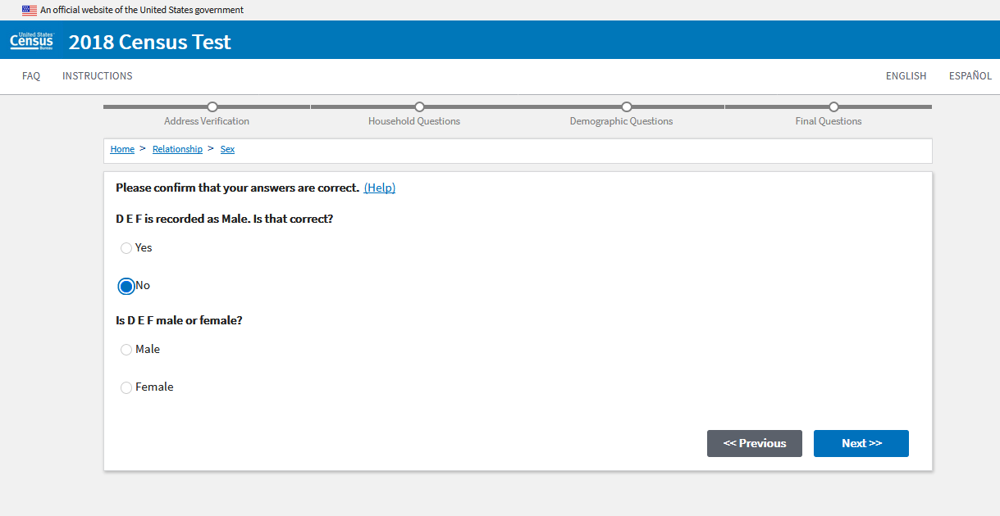 An official website of the United States government
United States
Census
Bureau
2018 Census Test
FAQ INSTRUCTIONS ENGLISH ESPAÑOL
Address Verification Household Questions Demographic Questions Final Questions
Home > Relationship > Sex
Please confirm that your answers are correct. (Help)
D E F is recorded as Male. Is that correct?
Yes
No
Is D E F male or female?
Male
Female
<< Previous Next >>